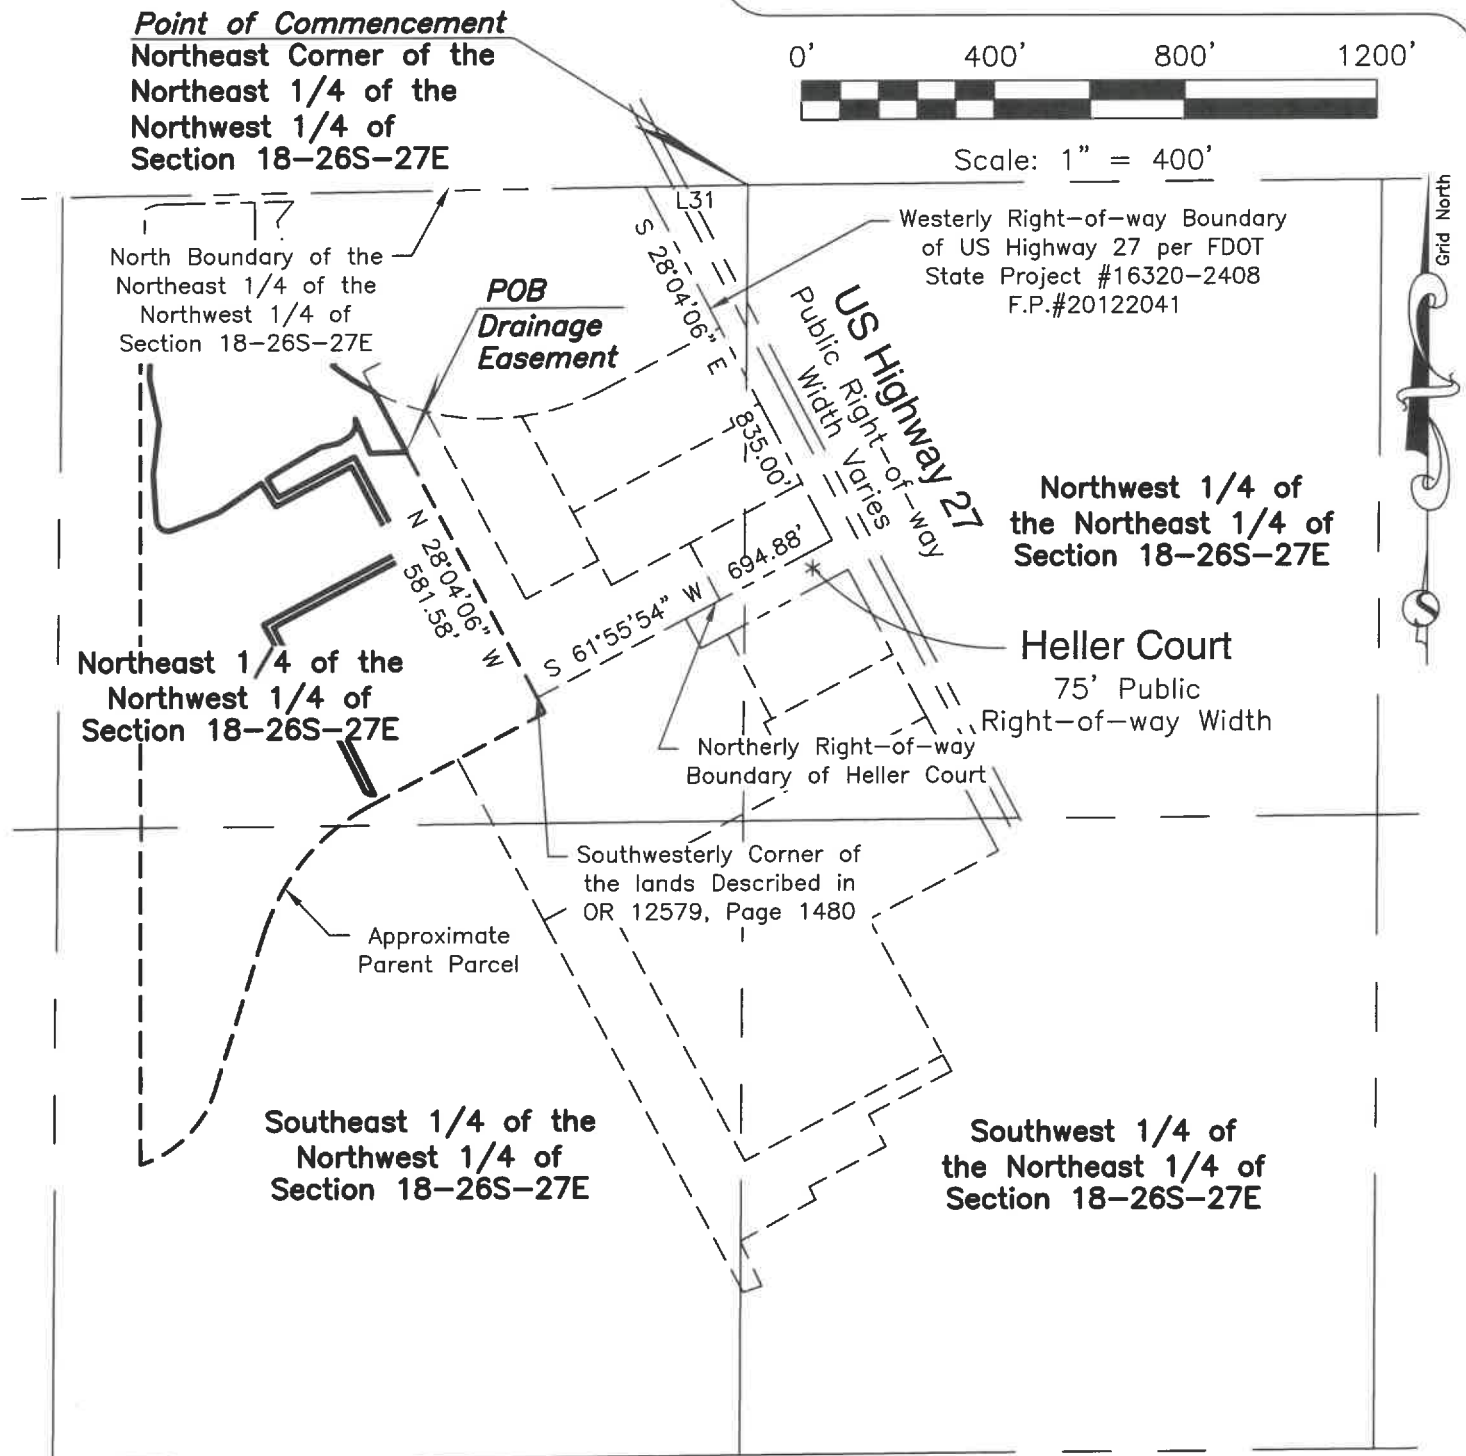 Point of Commencement
Northeast Corner of the
Northeast 1/4 of the
Northwest 1/4 of
Section 18-26S-27E
0' 400' 800' 1200'
Scale: 1" = 400'
Grid North
L31
North Boundary of the
Northeast 1/4 of the
Northwest 1/4 of
Section 18-26S-27E
POB
Drainage
Easement
Westerly Right-of-way Boundary
of US Highway 27 per FDOT
State Project #16320-2408
F.P.#20122041
S 28°04'06" E
835.00'
US Highway 27
Public Right-of-way
Width Varies
Northwest 1/4 of
the Northeast 1/4 of
Section 18-26S-27E
N 28°04'06" W
581.58'
S 61°55'54" W 694.88'
*
Heller Court
75' Public
Right-of-way Width
Northeast 1/4 of the
Northwest 1/4 of
Section 18-26S-27E
Northerly Right-of-way
Boundary of Heller Court
Southwesterly Corner of
the lands Described in
OR 12579, Page 1480
Approximate
Parent Parcel
Southeast 1/4 of the
Northwest 1/4 of
Section 18-26S-27E
Southwest 1/4 of
the Northeast 1/4 of
Section 18-26S-27E
S